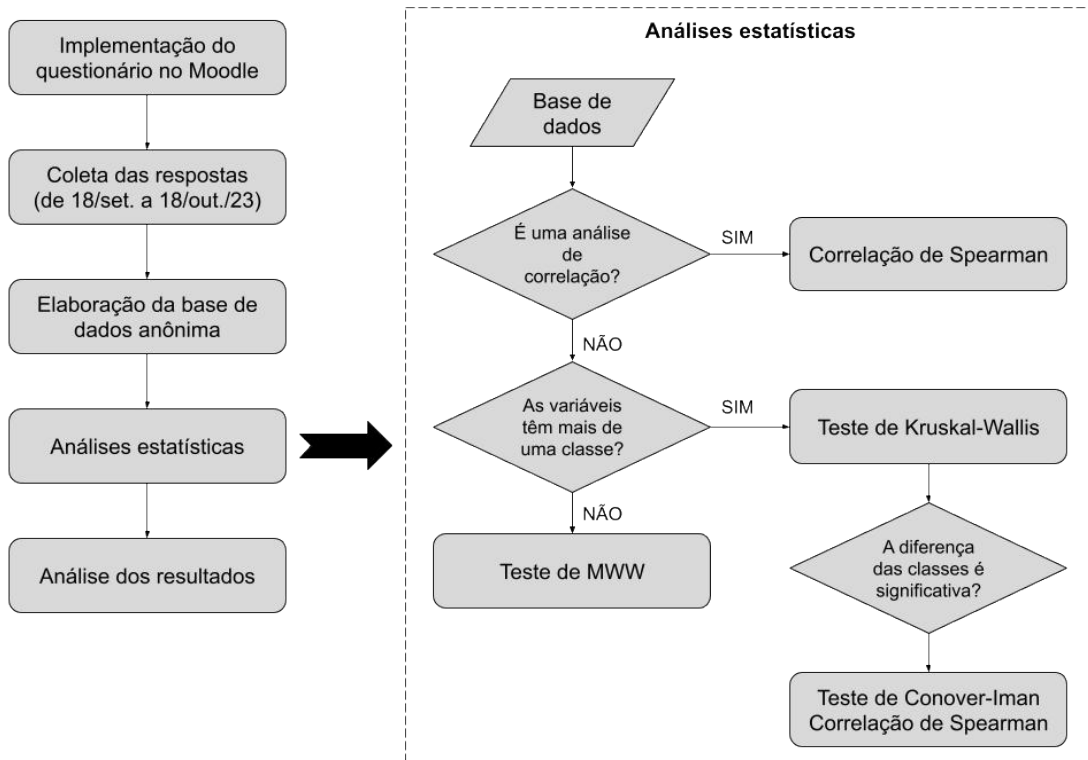 Implementação do
questionário no Moodle
Coleta das respostas
(de 18/set. a 18/out./23)
Elaboração da base de
dados anônima
Análises estatísticas
Análise dos resultados
Análises estatísticas
Base de
dados
É uma análise
de
correlação?
SIM
Correlação de Spearman
NÃO
As variáveis
têm mais de
uma classe?
SIM
Teste de Kruskal-Wallis
NÃO
Teste de MWW
A diferença
das classes é
significativa?
Teste de Conover-Iman
Correlação de Spearman